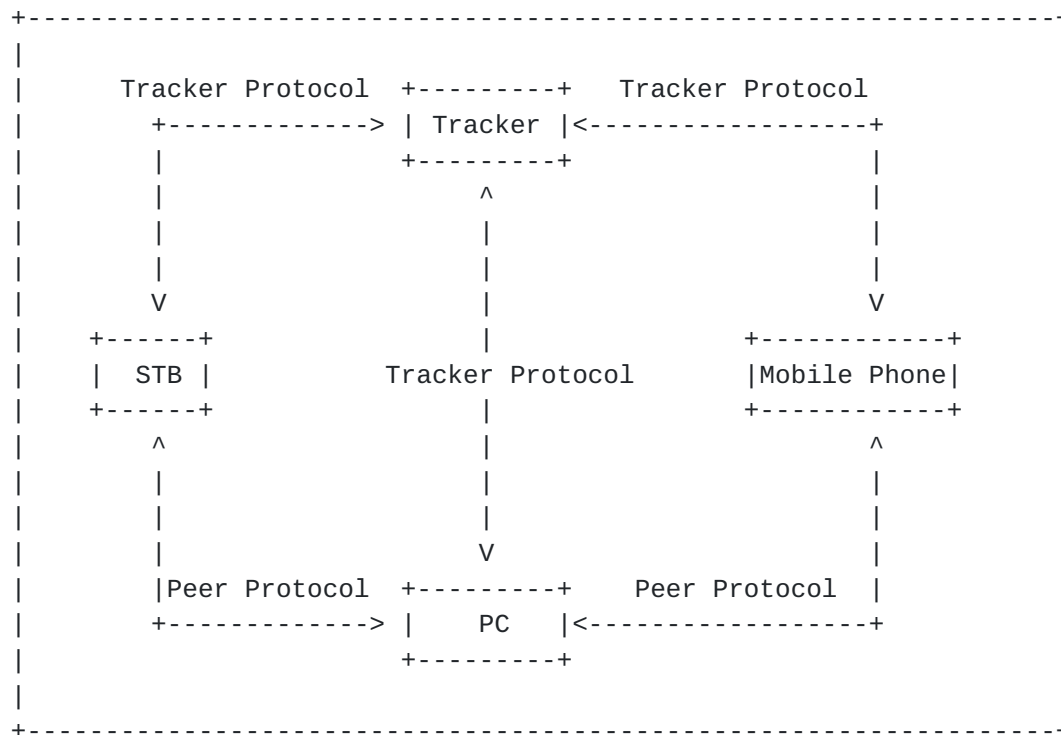 Tracker Protocol Tracker Protocol
Tracker
STB Tracker Protocol Mobile Phone
Peer Protocol Peer Protocol
PC